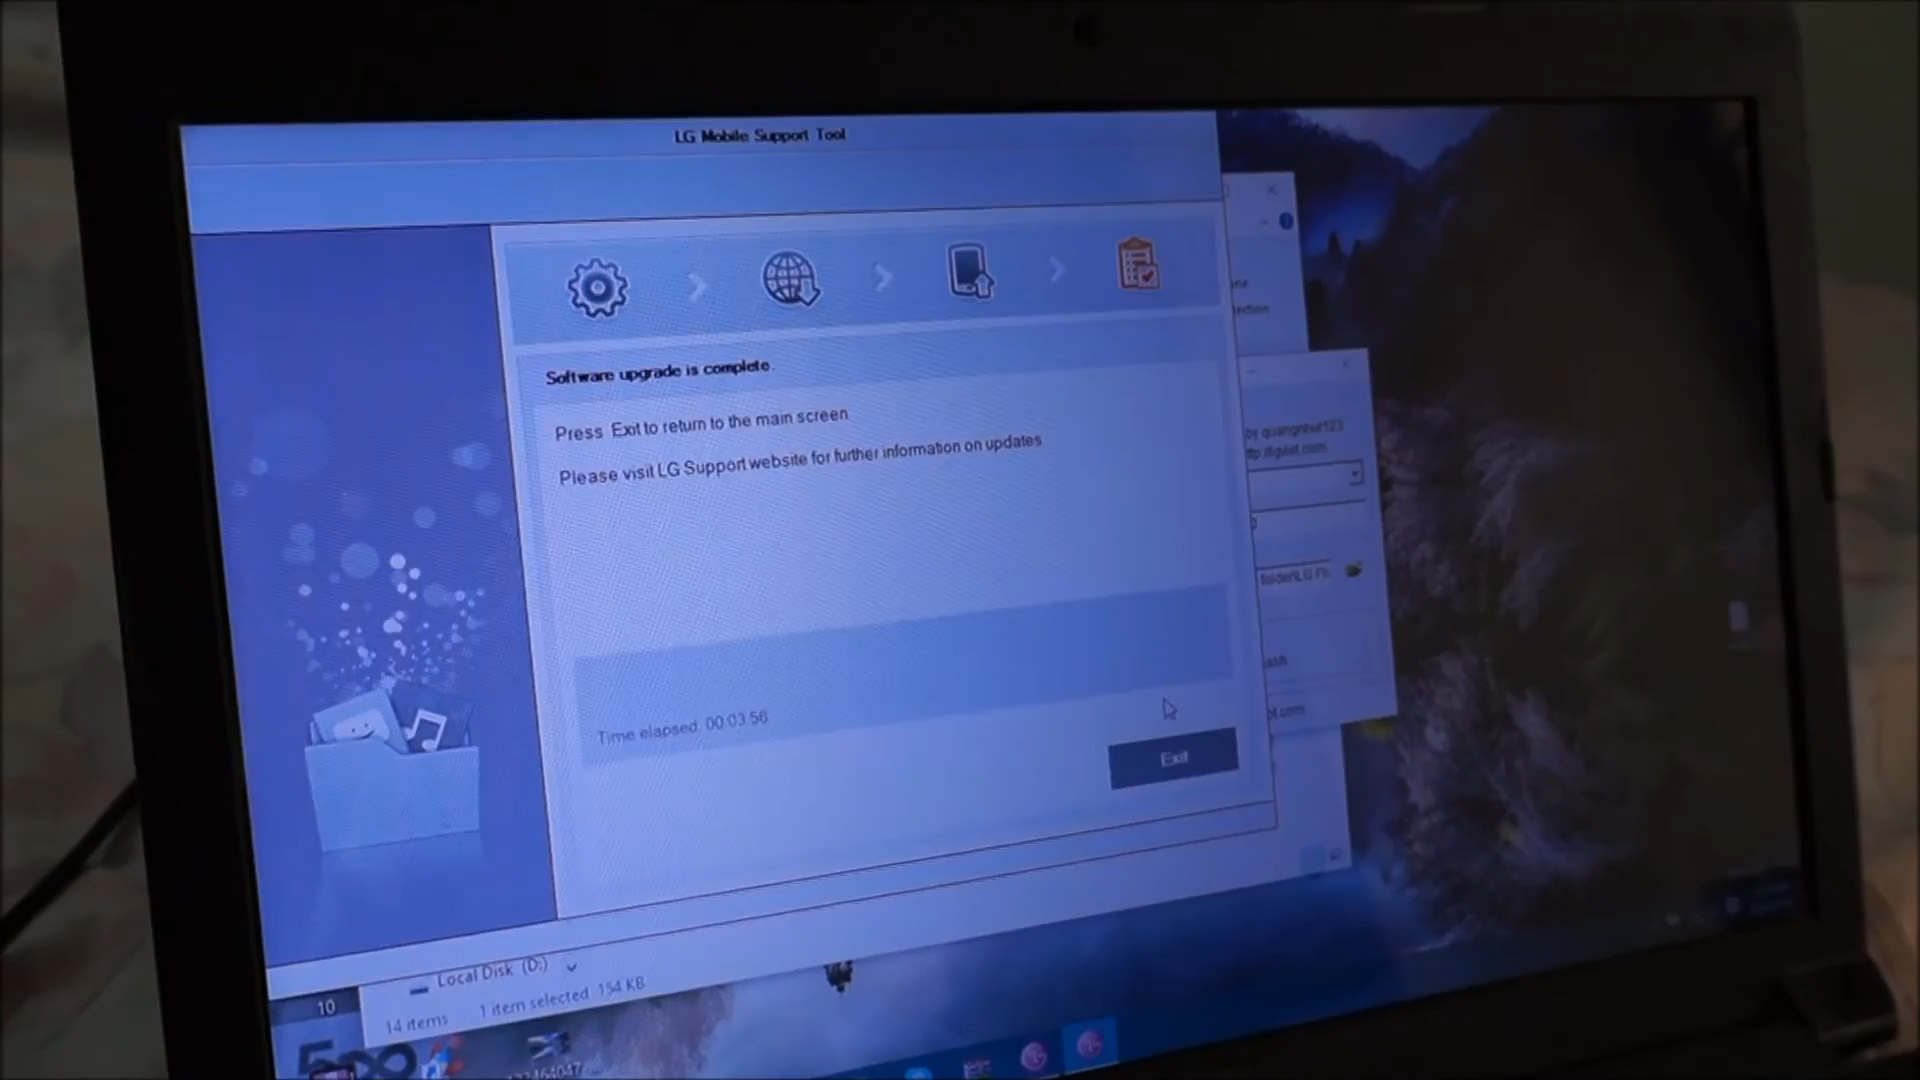 LG Mobile Support Tool
Software upgrade is complete.
Press Exit to return to the main screen
Please visit LG Support website for further information on updates
Time elapsed: 00:03:56
Exit
by quangnhut123
Local Disk (D:)
14 items
1 item selected 154 KB
10